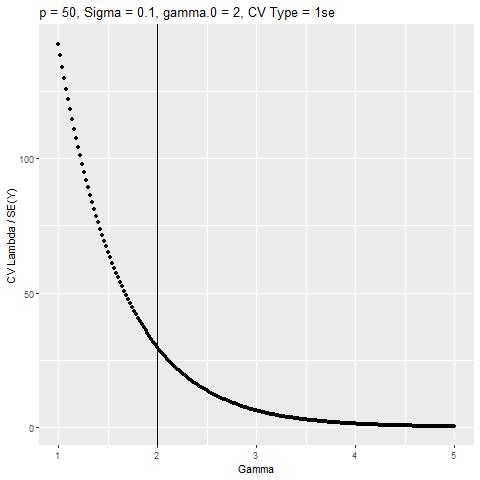 p = 50, Sigma = 0.1, gamma.0 = 2, CV Type = 1se
CV Lambda / SE(Y)
100
50
0
1 2 3 4 5
Gamma